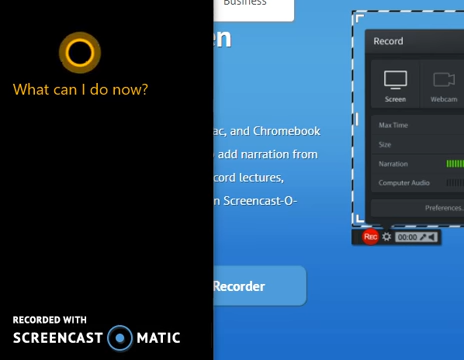 Business
en
What can I do now?
ac, and Chromebook
add narration from
cord lectures,
n Screencast-O-
Recorder
Record
Screen
Webcam
Max Time
Size
Narration
Computer Audio
Preferences...
Rec
00:00
RECORDED WITH
SCREENCAST MATIC